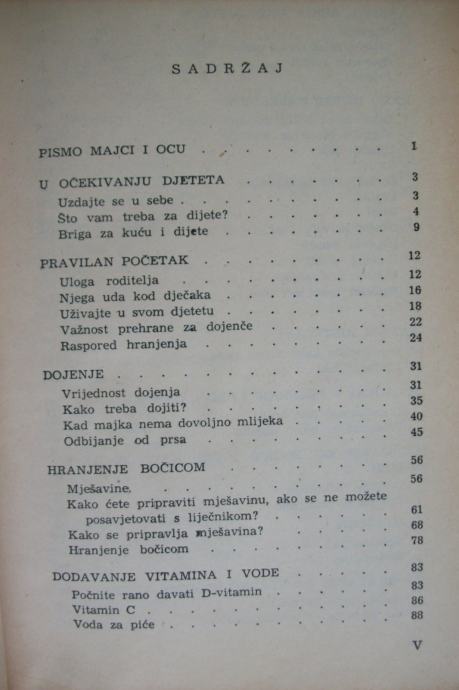 SADRŽAJ
PISMO MAJCI I OCU . . . . . . . . 1
U OČEKIVANJU DJETETA . . . . . . 3
Uzdajte se u sebe . . . . . . . . 3
Što vam treba za dijete? . . . . . . 4
Briga za kuću i dijete . . . . . . . 9
PRAVILAN POČETAK . . . . . . . . 12
Uloga roditelja . . . . . . . . 12
Njega uda kod dječaka . . . . . . 16
Uživajte u svom djetetu . . . . . . 18
Važnost prehrane za dojenče . . . . . 22
Raspored hranjenja . . . . . . . 24
DOJENJE . . . . . . . . . . 31
Vrijednost dojenja . . . . . . . 31
Kako treba dojiti? . . . . . . . 35
Kad majka nema dovoljno mlijeka . . . . 40
Odbijanje od prsa . . . . . . . 45
HRANJENJE BOČICOM . . . . . . . 56
Mješavine. . . . . . . . . . 56
Kako ćete pripraviti mješavinu, ako se ne možete
posavjetovati s liječnikom? . . . . . 61
Kako se pripravlja mješavina? . . . . . 68
Hranjenje bočicom . . . . . . . 78
DODAVANJE VITAMINA I VODE . . . . . 83
Počnite rano davati D-vitamin . . . . . 83
Vitamin C . . . . . . . . . 86
Voda za piće . . . . . . . . 88
V